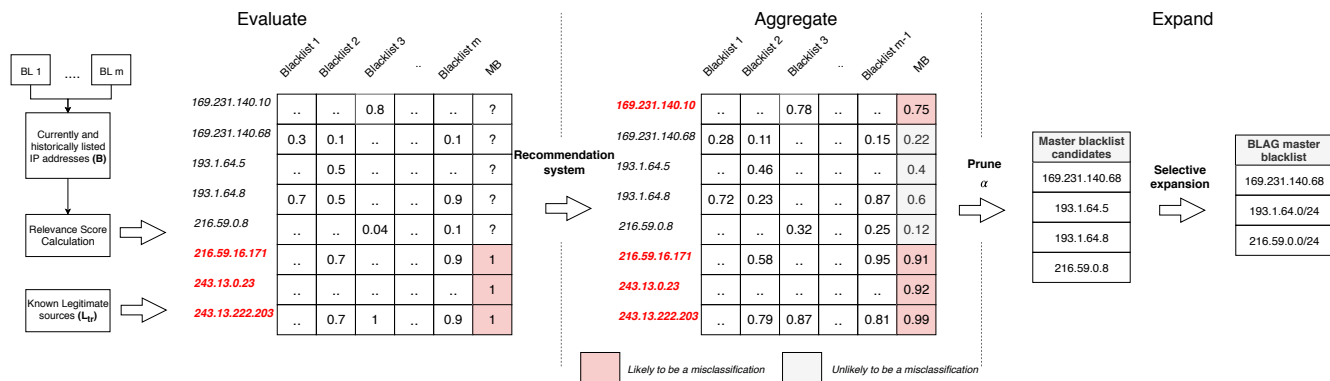 Evaluate
Aggregate
Expand
BL 1
....
BL m
Currently and
historically listed
IP addresses (B)
Relevance Score
Calculation
Known Legitimate
sources (Ltr)
Blacklist 1 Blacklist 2 Blacklist 3 .. Blacklist m MB
169.231.140.10 .. .. 0.8 .. .. ?
169.231.140.68 0.3 0.1 .. .. 0.1 ?
193.1.64.5 .. 0.5 .. .. .. ?
193.1.64.8 0.7 0.5 .. .. 0.9 ?
216.59.0.8 .. .. 0.04 .. 0.1 ?
216.59.16.171 .. 0.7 .. .. 0.9 1
243.13.0.23 .. .. .. .. .. 1
243.13.222.203 .. 0.7 1 .. 0.9 1
Recommendation
system
Blacklist 1 Blacklist 2 Blacklist 3 .. Blacklist m-1 MB
169.231.140.10 .. .. 0.78 .. .. 0.75
169.231.140.68 0.28 0.11 .. .. 0.15 0.22
193.1.64.5 .. 0.46 .. .. .. 0.4
193.1.64.8 0.72 0.23 .. .. 0.87 0.6
216.59.0.8 .. .. 0.32 .. 0.25 0.12
216.59.16.171 .. 0.58 .. .. 0.95 0.91
243.13.0.23 .. .. .. .. .. 0.92
243.13.222.203 .. 0.79 0.87 .. 0.81 0.99
Likely to be a misclassification
Unlikely to be a misclassification
Prune
α
Master blacklist
candidates
169.231.140.68
193.1.64.5
193.1.64.8
216.59.0.8
Selective
expansion
BLAG master
blacklist
169.231.140.68
193.1.64.0/24
216.59.0.0/24